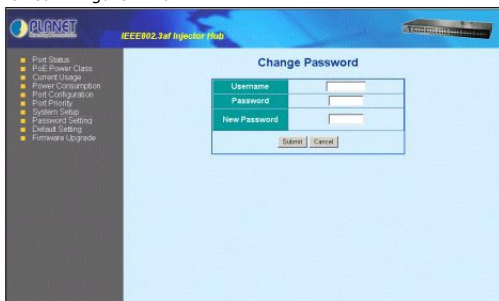 PLANET
IEEE802.3af Injector Hub
Port Status
PoE Power Class
Current Usage
Power Consumption
Port Configuration
Port Priority
System Setup
Password Setting
Default Setting
Firmware Upgrade
Change Password
Username
Password
New Password
Submit Cancel